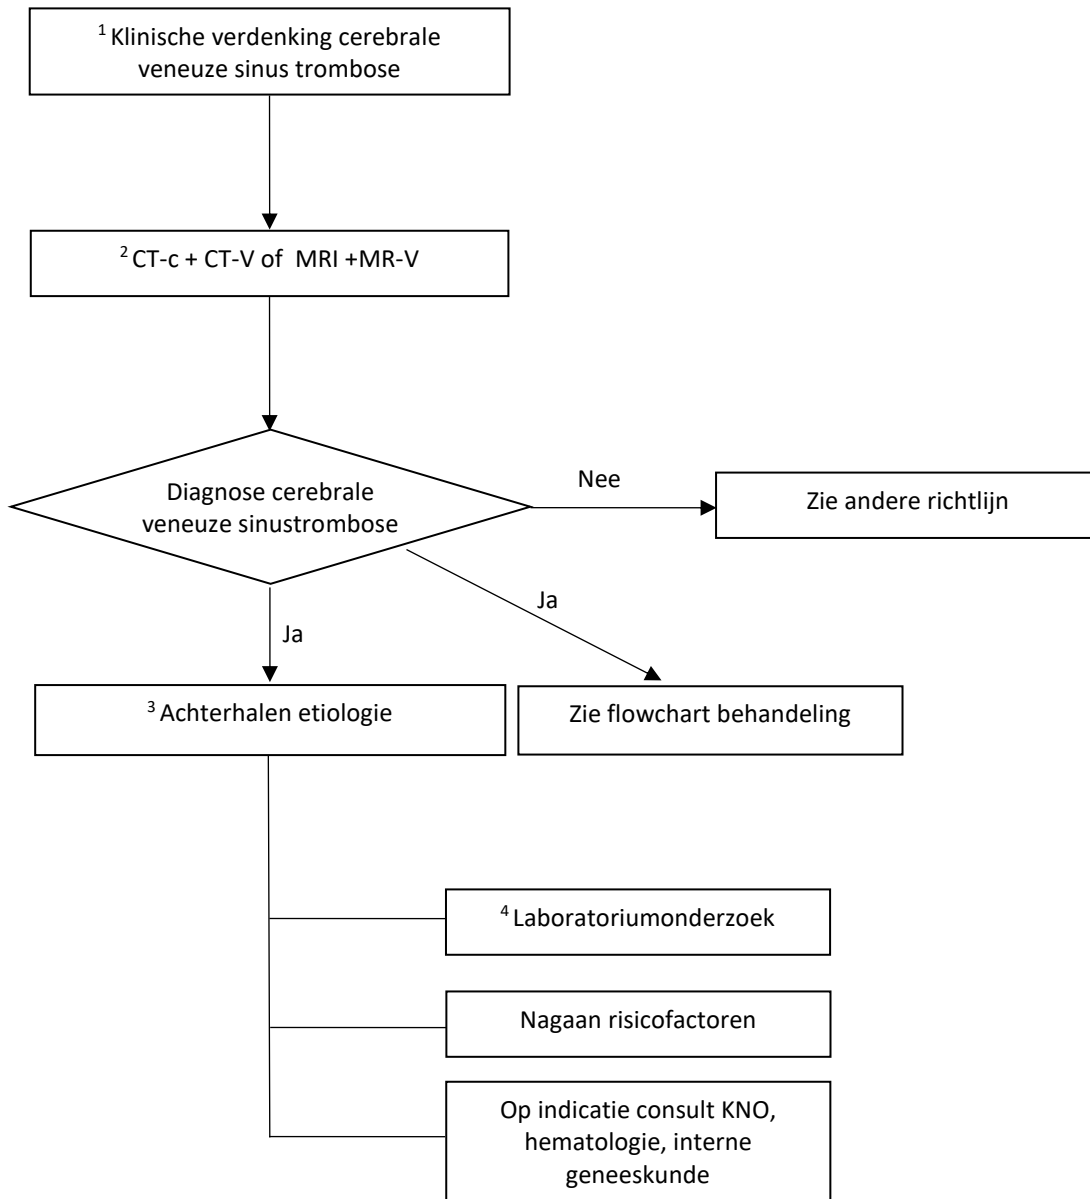 ¹ Klinische verdenking cerebrale
veneuze sinus trombose
² CT-c + CT-V of MRI +MR-V
Diagnose cerebrale
veneuze sinustrombose
Nee
Zie andere richtlijn
Ja
Ja
³ Achterhalen etiologie
Zie flowchart behandeling
⁴ Laboratoriumonderzoek
Nagaan risicofactoren
Op indicatie consult KNO,
hematologie, interne
geneeskunde